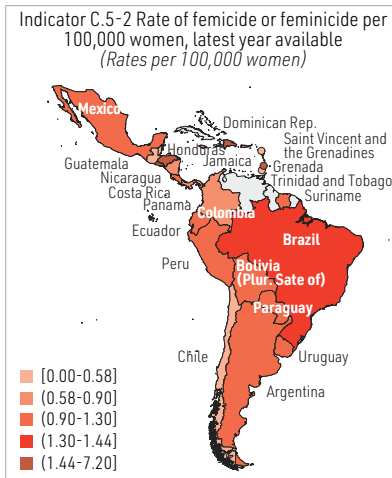 Indicator C.5-2 Rate of femicide or feminicide per
100,000 women, latest year available
(Rates per 100,000 women)
Mexico
Dominican Rep.
Honduras
Jamaica
Saint Vincent and
the Grenadines
Grenada
Trinidad and Tobago
Suriname
Guatemala
Nicaragua
Costa Rica
Panama
Colombia
Ecuador
Brazil
Peru
Bolivia
(Plur. Sate of)
Paraguay
Chile
Uruguay
Argentina
[0.00-0.58]
(0.58-0.90]
(0.90-1.30]
(1.30-1.44]
(1.44-7.20]